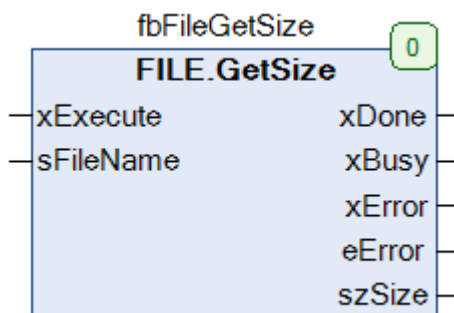 fbFileGetSize
0
FILE.GetSize
xExecute xDone
sFileName xBusy
xError
eError
szSize